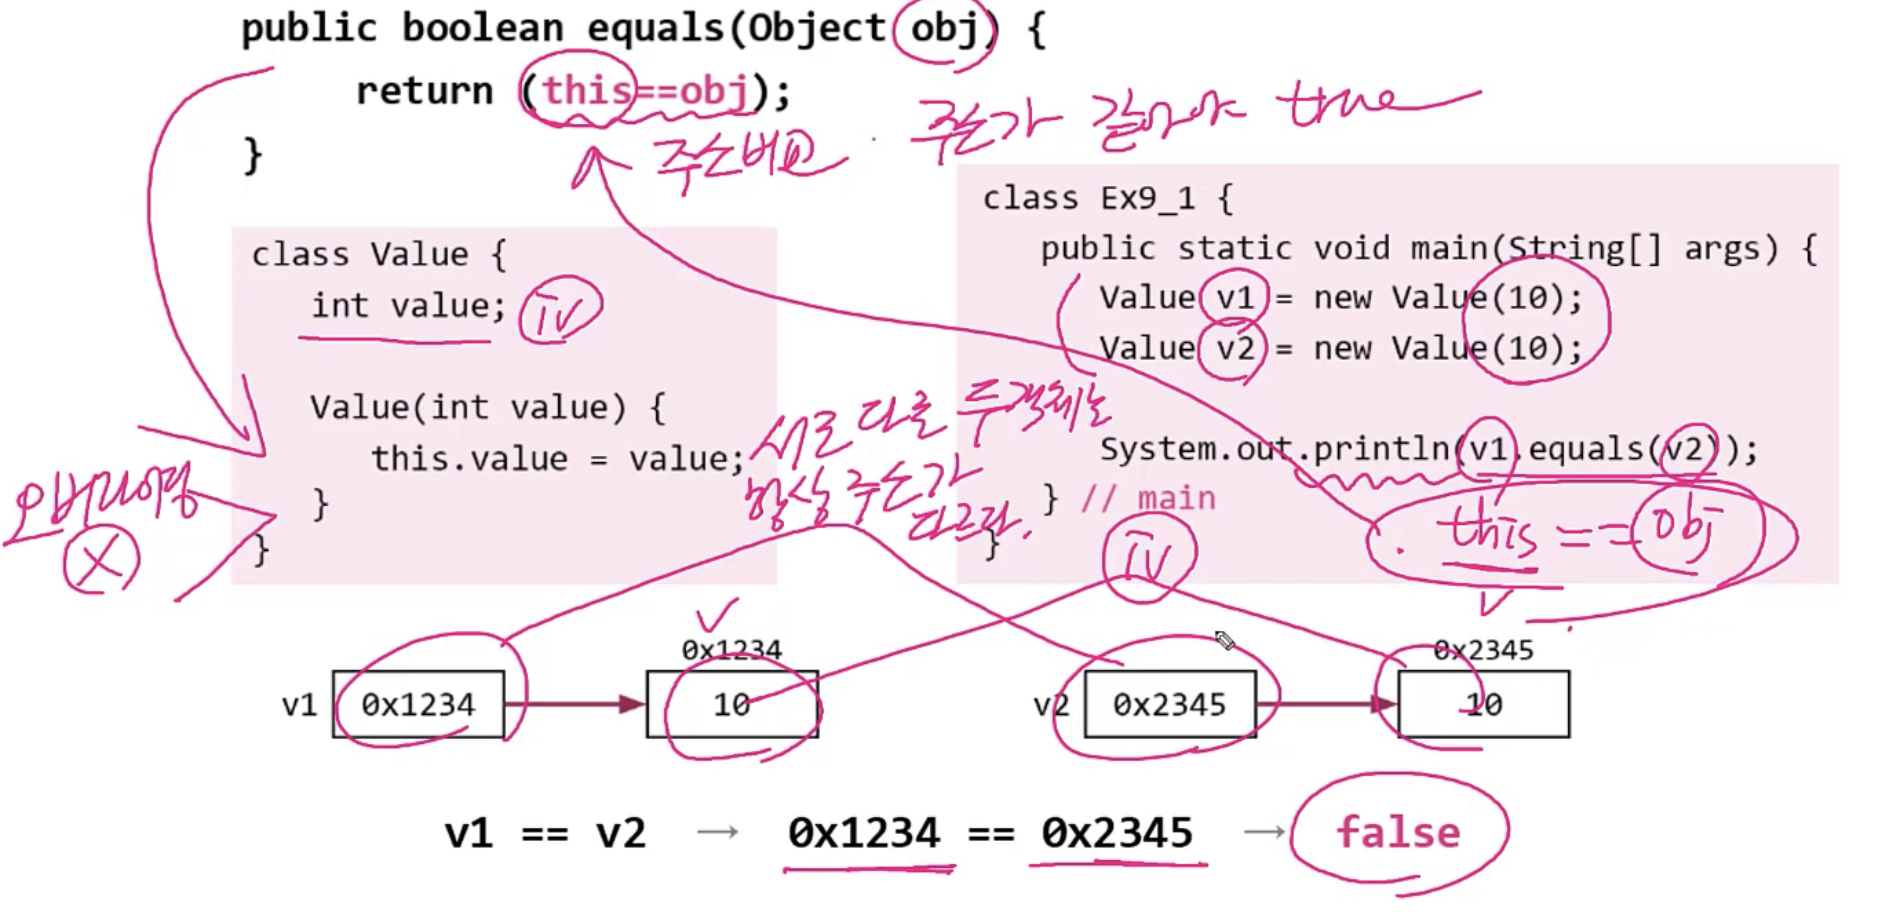 public boolean equals(Object obj) {
return (this==obj);
}
주소비교
주소가 같아야 true
class Value {
int value;
iv
Value(int value) {
this.value = value;
}
}
오버라이딩
X
class Ex9_1 {
public static void main(String[] args) {
Value v1 = new Value(10);
Value v2 = new Value(10);
System.out.println(v1.equals(v2));
} // main
}
this == obj
서로 다른 두 객체는
항상 주소가
다르다.
iv
0x1234
v1 0x1234
10
0x2345
v2 0x2345
10
v1 == v2 → 0x1234 == 0x2345 → false